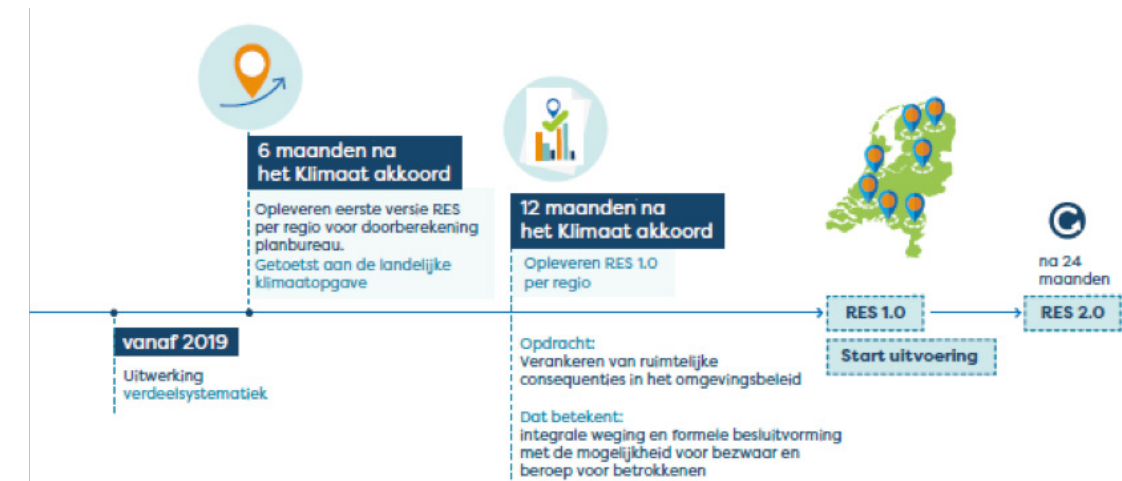 6 maanden na
het Klimaat akkoord
Opleveren eerste versie RES
per regio voor doorberekening
planbureau.
Getoetst aan de landelijke
klimaatopgave
12 maanden na
het Klimaat akkoord
Opleveren RES 1.0
per regio
na 24
maanden
RES 1.0
RES 2.0
Start uitvoering
vanaf 2019
Uitwerking
verdeelsystematiek
Opdracht:
Verankeren van ruimtelijke
consequenties in het omgevingsbeleid
Dat betekent:
integrale weging en formele besluitvorming
met de mogelijkheid voor bezwaar en
beroep voor betrokkenen